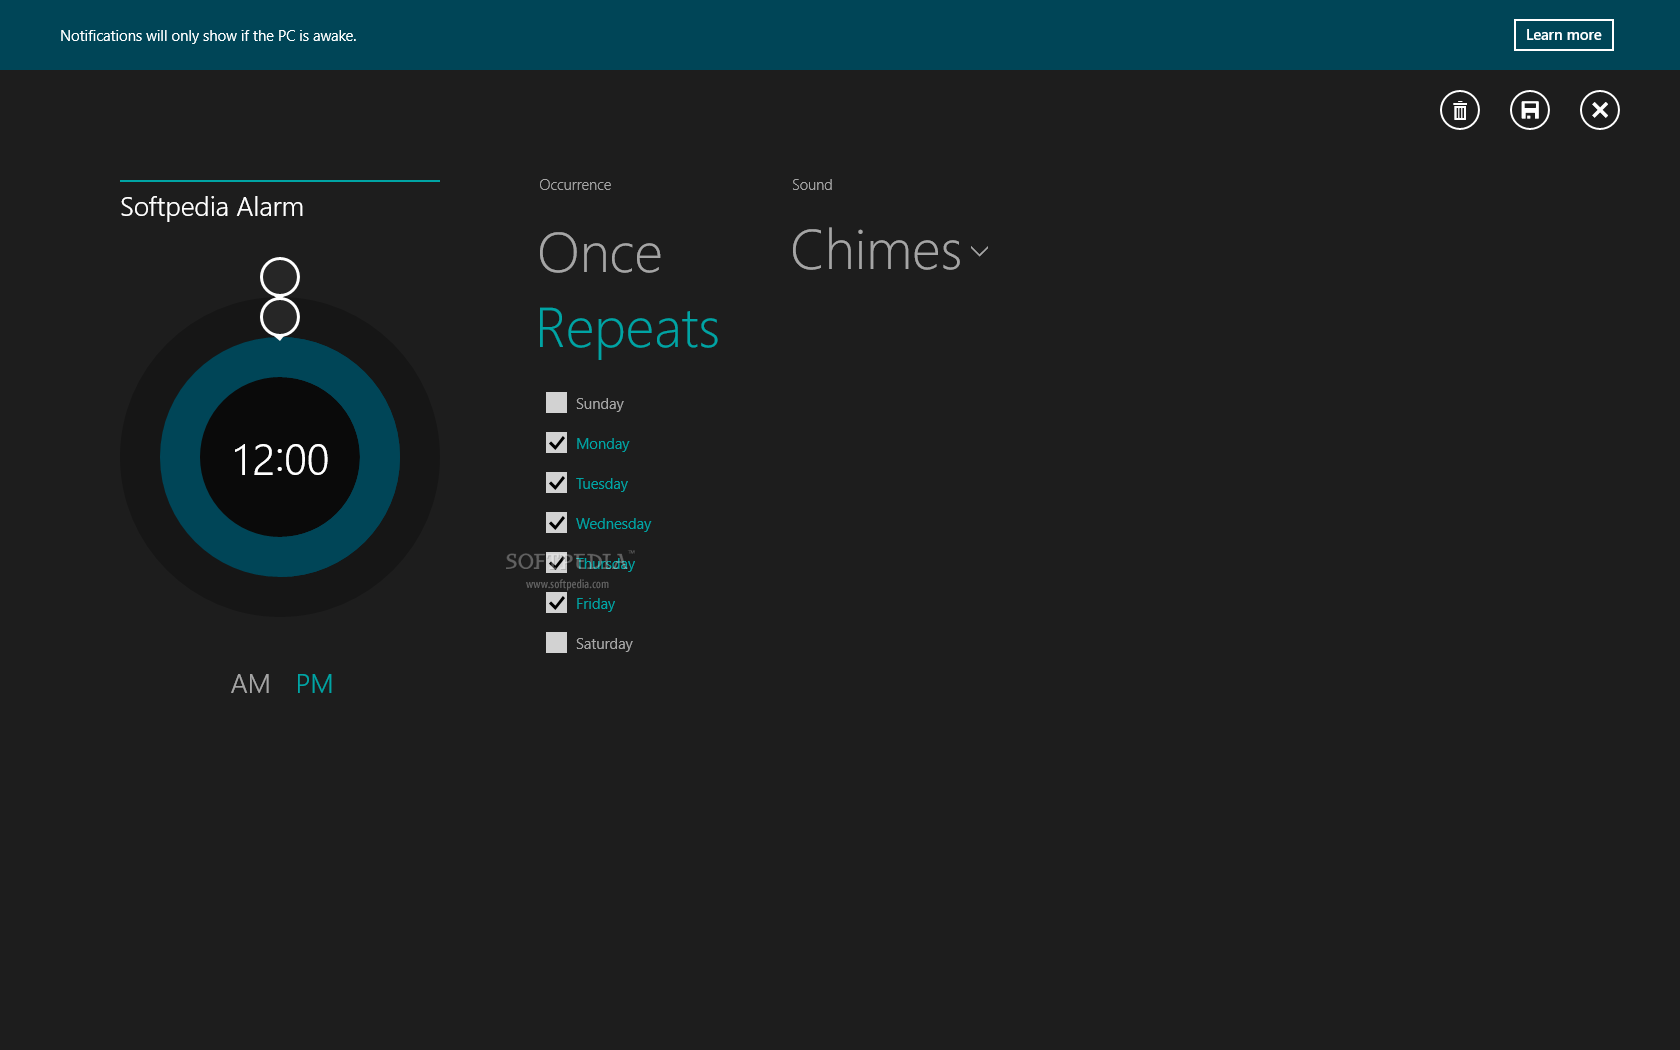 Notifications will only show if the PC is awake.
Learn more
Softpedia Alarm
12:00
AM PM
Occurrence
Once
Repeats
Sunday
Monday
Tuesday
Wednesday
Thursday
Friday
Saturday
SOFTPEDIA™
www.softpedia.com
Sound
Chimes